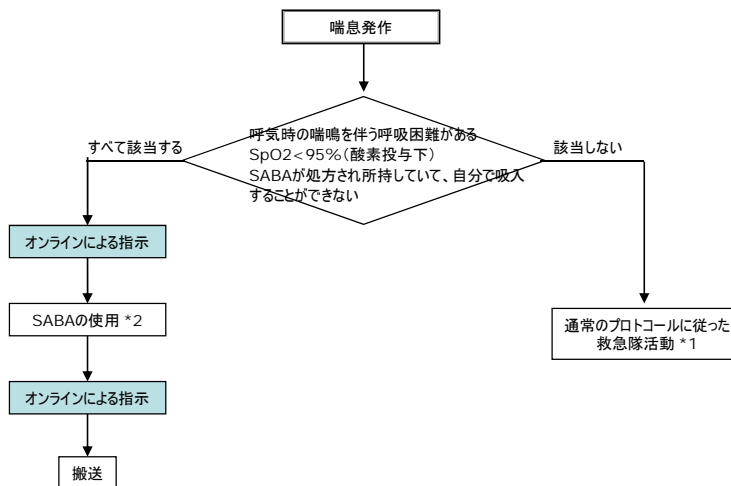 喘息発作
呼気時の喘鳴を伴う呼吸困難がある
SpO2<95%(酸素投与下)
SABAが処方され所持していて、自分で吸入
することができない
すべて該当する
該当しない
オンラインによる指示
SABAの使用 *2
オンラインによる指示
搬送
通常のプロトコールに従った
救急隊活動 *1